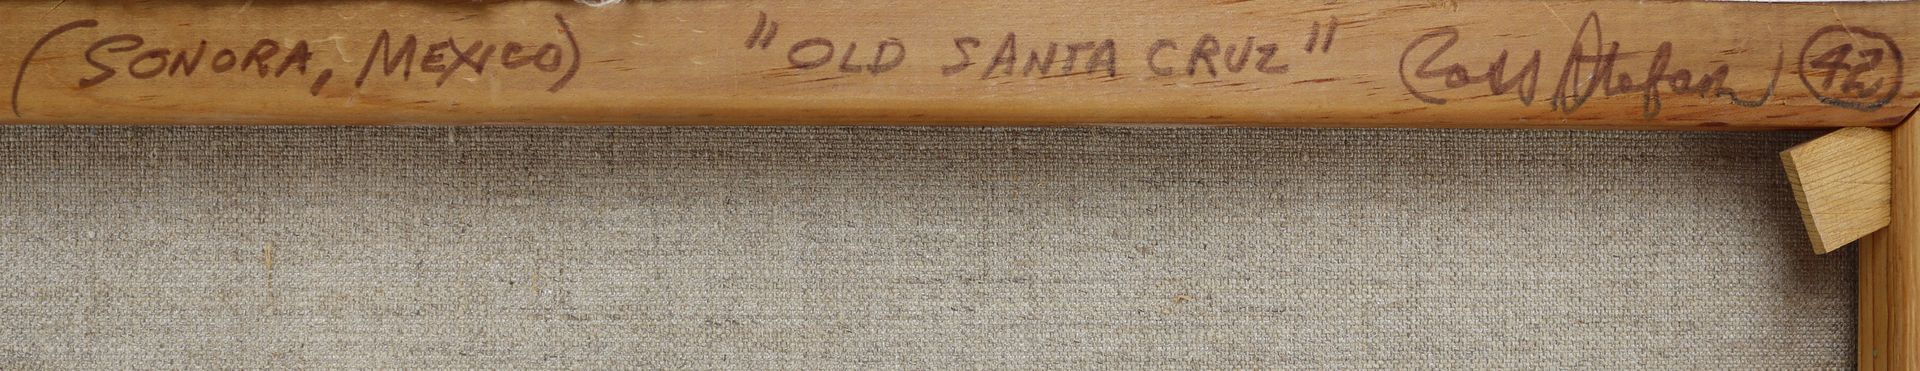 (SONORA, MEXICO) "OLD SANTA CRUZ" Ross Stefan 42